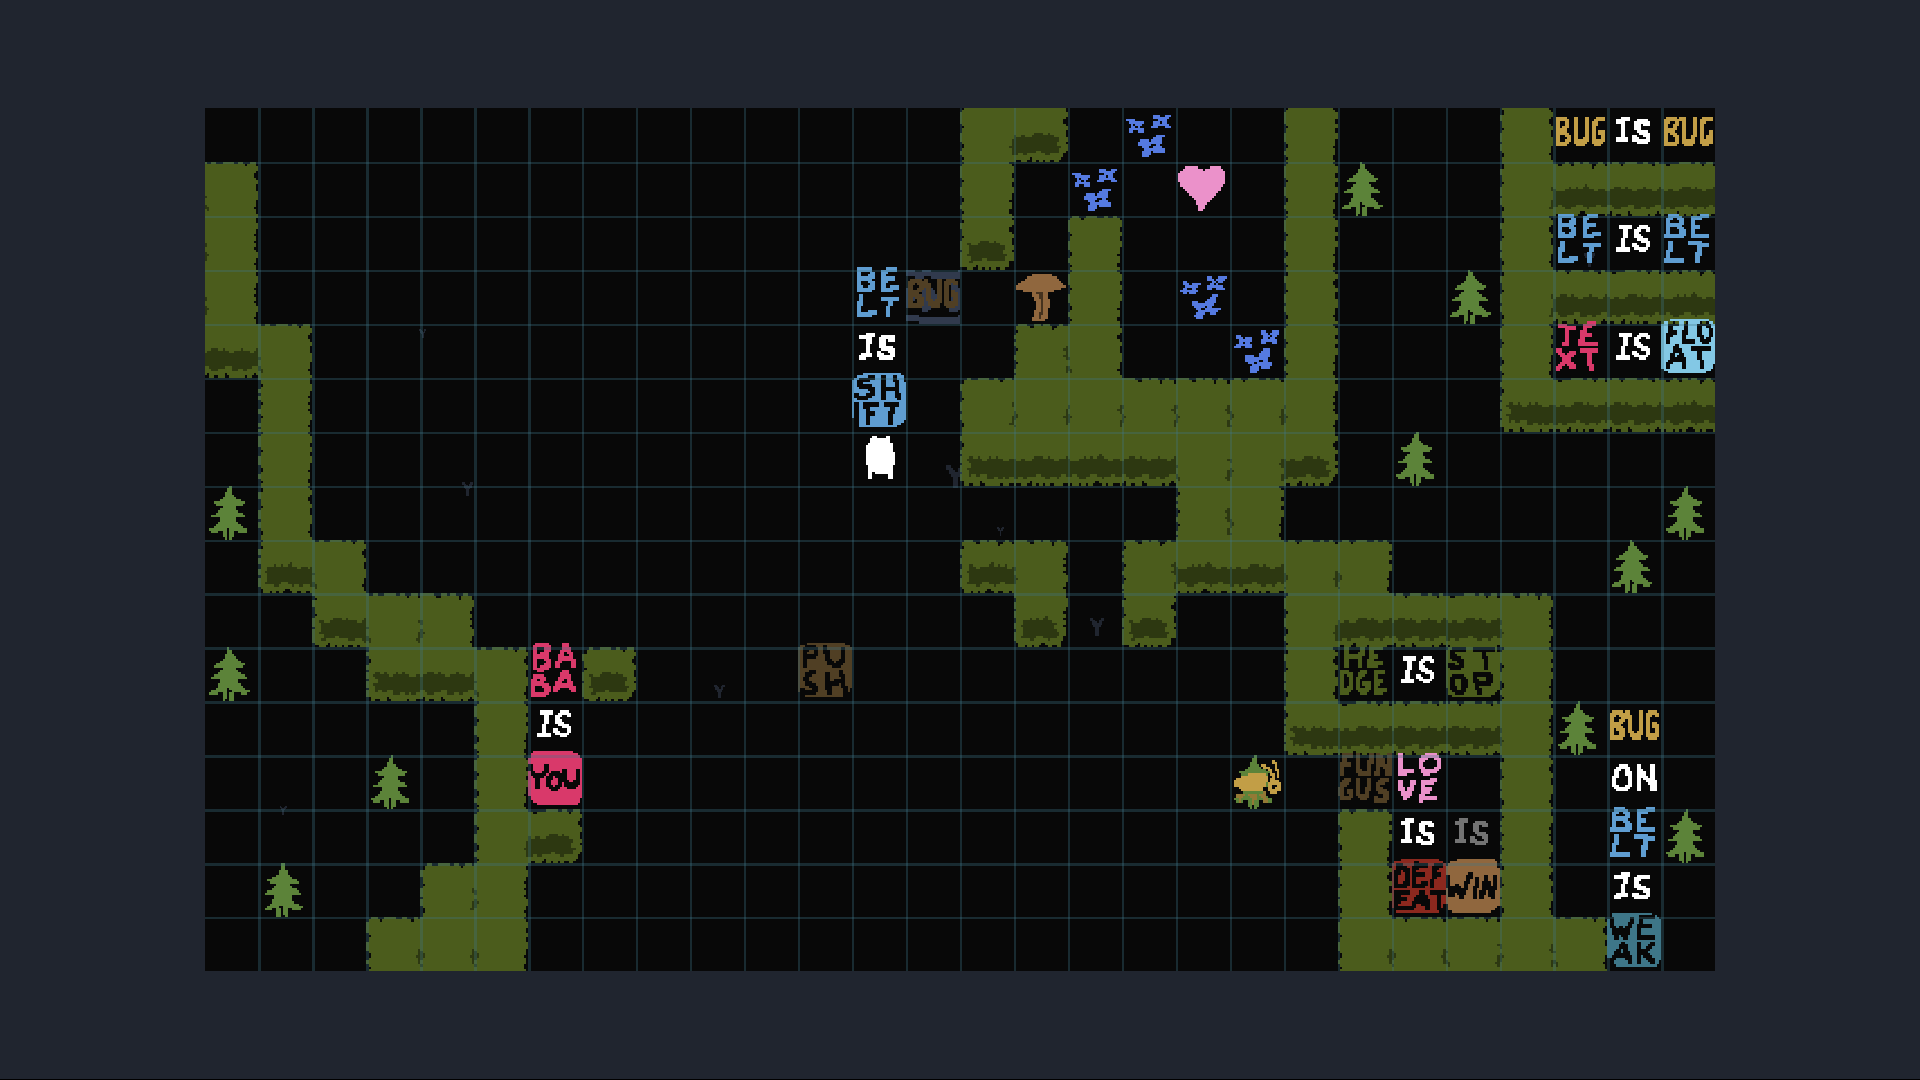 BUG IS BUG
BELT IS BELT
BELT BUG
IS
SHIFT
TEXT IS FLOAT
BABA
IS
YOU
PUSH
HEDGE IS STOP
FUNGUS LOVE
IS IS
DEFEAT WIN
BUG
ON
BELT
IS
WEAK